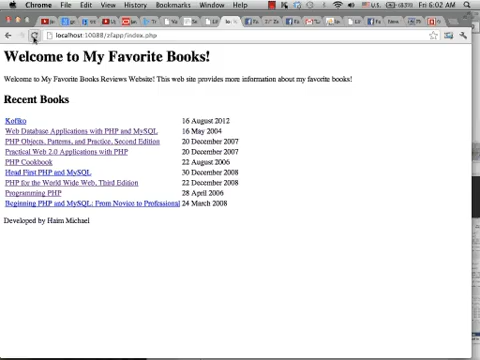 Chrome File Edit View History Bookmarks Window Help U.S. Fri 6:02 AM
localhost:10088/zfapp/index.php
Welcome to My Favorite Books!
Welcome to My Favorite Books Reviews Website! This web site provides more information about my favorite books!
Recent Books
Kofiko 16 August 2012
Web Database Applications with PHP and MySQL 16 May 2004
PHP Objects, Patterns, and Practice, Second Edition 20 December 2007
Practical Web 2.0 Applications with PHP 20 December 2007
PHP Cookbook 22 August 2006
Head First PHP and MySQL 30 December 2008
PHP for the World Wide Web, Third Edition 22 December 2008
Programming PHP 28 April 2006
Beginning PHP and MySQL: From Novice to Professional 24 March 2008
Developed by Haim Michael